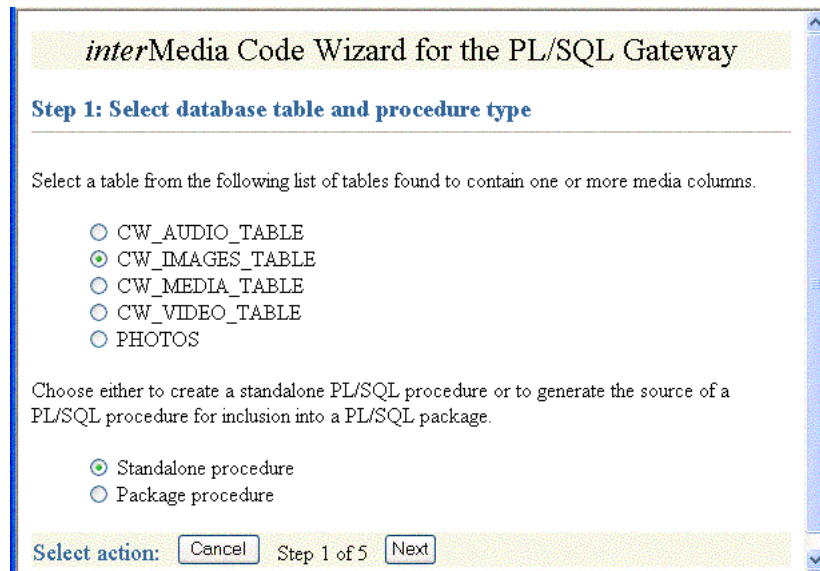 interMedia Code Wizard for the PL/SQL Gateway
Step 1: Select database table and procedure type
Select a table from the following list of tables found to contain one or more media columns.
CW_AUDIO_TABLE
CW_IMAGES_TABLE
CW_MEDIA_TABLE
CW_VIDEO_TABLE
PHOTOS
Choose either to create a standalone PL/SQL procedure or to generate the source of a
PL/SQL procedure for inclusion into a PL/SQL package.
Standalone procedure
Package procedure
Select action: Cancel Step 1 of 5 Next